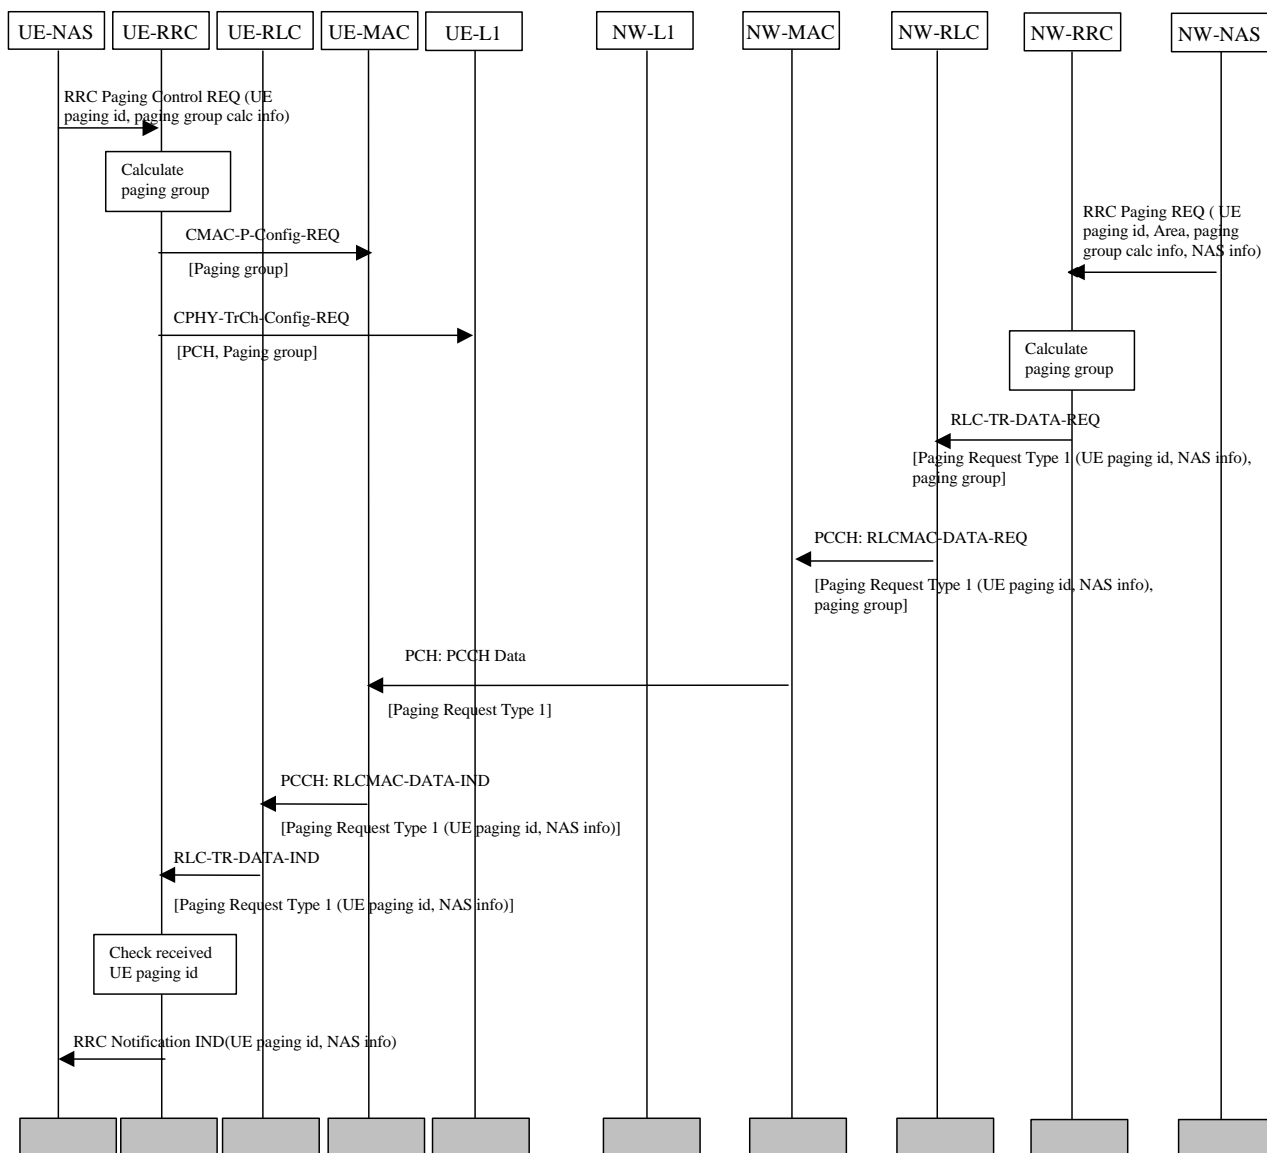 UE-NAS
UE-RRC
UE-RLC
UE-MAC
UE-L1
NW-L1
NW-MAC
NW-RLC
NW-RRC
NW-NAS
RRC Paging Control REQ (UE
paging id, paging group calc info)
Calculate
paging group
RRC Paging REQ ( UE
paging id, Area, paging
group calc info, NAS info)
CMAC-P-Config-REQ
[Paging group]
CPHY-TrCh-Config-REQ
[PCH, Paging group]
Calculate
paging group
RLC-TR-DATA-REQ
[Paging Request Type 1 (UE paging id, NAS info),
paging group]
PCCH: RLCMAC-DATA-REQ
[Paging Request Type 1 (UE paging id, NAS info),
paging group]
PCH: PCCH Data
[Paging Request Type 1]
PCCH: RLCMAC-DATA-IND
[Paging Request Type 1 (UE paging id, NAS info)]
RLC-TR-DATA-IND
[Paging Request Type 1 (UE paging id, NAS info)]
Check received
UE paging id
RRC Notification IND(UE paging id, NAS info)